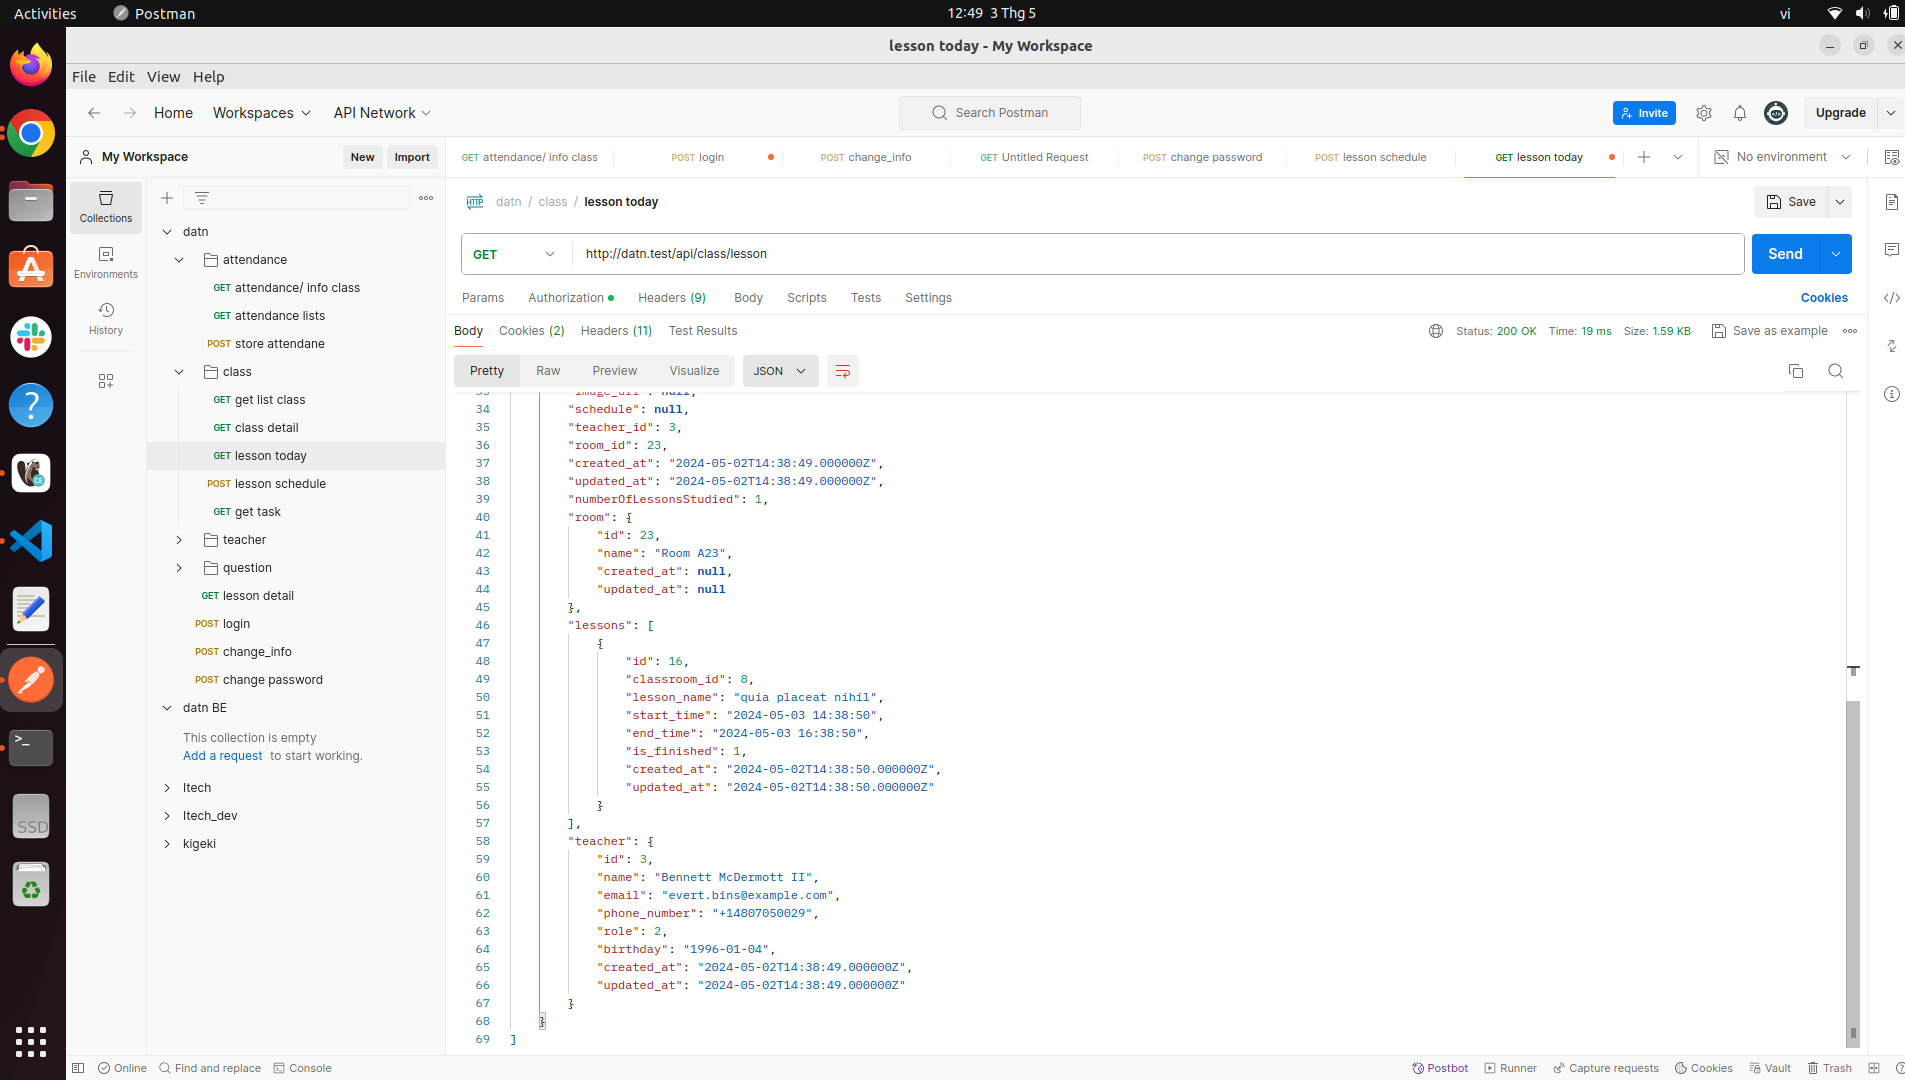 Activities
Postman
12:49 3 Thg 5
vi
lesson today - My Workspace
File Edit View Help
Home Workspaces API Network
Search Postman
Invite
Upgrade
My Workspace
New Import
GET attendance/ info class
POST login
POST change_info
GET Untitled Request
POST change password
POST lesson schedule
GET lesson today
No environment
Collections
Environments
History
datn
attendance
GET attendance/ info class
GET attendance lists
POST store attendane
class
GET get list class
GET class detail
GET lesson today
POST lesson schedule
GET get task
teacher
question
GET lesson detail
POST login
POST change_info
POST change password
datn BE
This collection is empty
Add a request to start working.
ltech
ltech_dev
kigeki
HTTP datn / class / lesson today
Save
GET http://datn.test/api/class/lesson
Send
Params Authorization Headers (9) Body Scripts Tests Settings
Cookies
Body Cookies (2) Headers (11) Test Results
Status: 200 OK Time: 19 ms Size: 1.59 KB
Save as example
Pretty Raw Preview Visualize JSON
34 "schedule": null,
35 "teacher_id": 3,
36 "room_id": 23,
37 "created_at": "2024-05-02T14:38:49.000000Z",
38 "updated_at": "2024-05-02T14:38:49.000000Z",
39 "numberOfLessonsStudied": 1,
40 "room": {
41 "id": 23,
42 "name": "Room A23",
43 "created_at": null,
44 "updated_at": null
45 },
46 "lessons": [
47 {
48 "id": 16,
49 "classroom_id": 8,
50 "lesson_name": "quia placeat nihil",
51 "start_time": "2024-05-03 14:38:50",
52 "end_time": "2024-05-03 16:38:50",
53 "is_finished": 1,
54 "created_at": "2024-05-02T14:38:50.000000Z",
55 "updated_at": "2024-05-02T14:38:50.000000Z"
56 }
57 ],
58 "teacher": {
59 "id": 3,
60 "name": "Bennett McDermott II",
61 "email": "evert.bins@example.com",
62 "phone_number": "+14807050029",
63 "role": 2,
64 "birthday": "1996-01-04",
65 "created_at": "2024-05-02T14:38:49.000000Z",
66 "updated_at": "2024-05-02T14:38:49.000000Z"
67 }
68 }
69 ]
SSD
Online Find and replace Console
Postbot Runner Capture requests Cookies Vault Trash